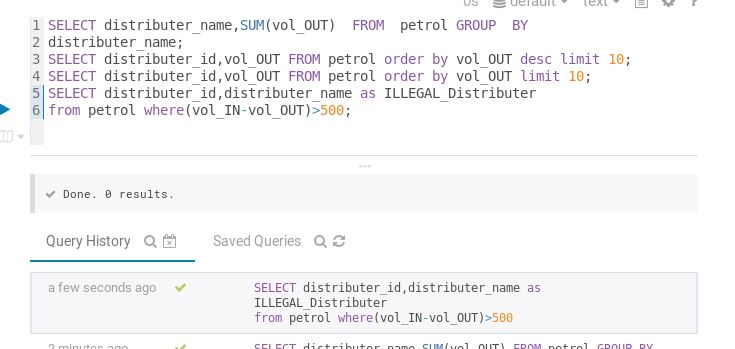 0s default text ?
1 SELECT distributer_name,SUM(vol_OUT)  FROM  petrol GROUP  BY
2 distributer_name;
3 SELECT distributer_id,vol_OUT FROM petrol order by vol_OUT desc limit 10;
4 SELECT distributer_id,vol_OUT FROM petrol order by vol_OUT limit 10;
5 SELECT distributer_id,distributer_name as ILLEGAL_Distributer
6 from petrol where(vol_IN-vol_OUT)>500;
Done. 0 results.
Query History Saved Queries
a few seconds ago SELECT distributer_id,distributer_name as
ILLEGAL_Distributer
from petrol where(vol_IN-vol_OUT)>500
2 minutes ago SELECT distributer_name,SUM(vol_OUT) FROM petrol GROUP BY